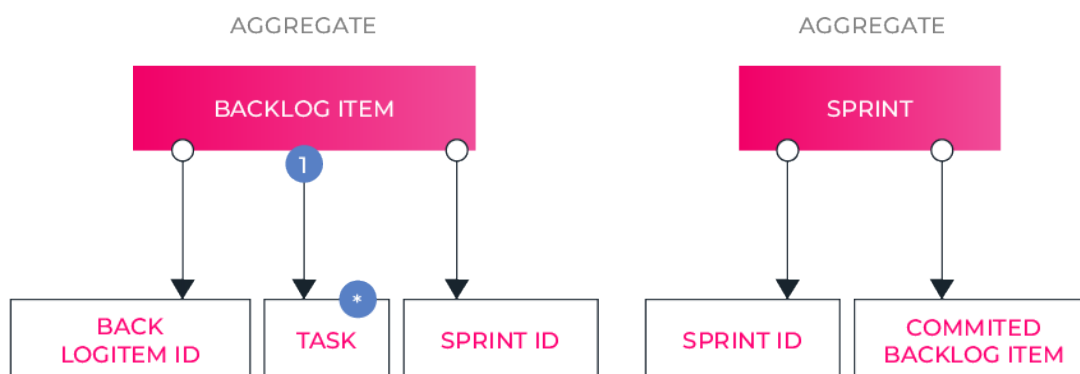 AGGREGATE
AGGREGATE
BACKLOG ITEM
SPRINT
1
*
BACK
LOGITEM ID
TASK
SPRINT ID
SPRINT ID
COMMITED
BACKLOG ITEM